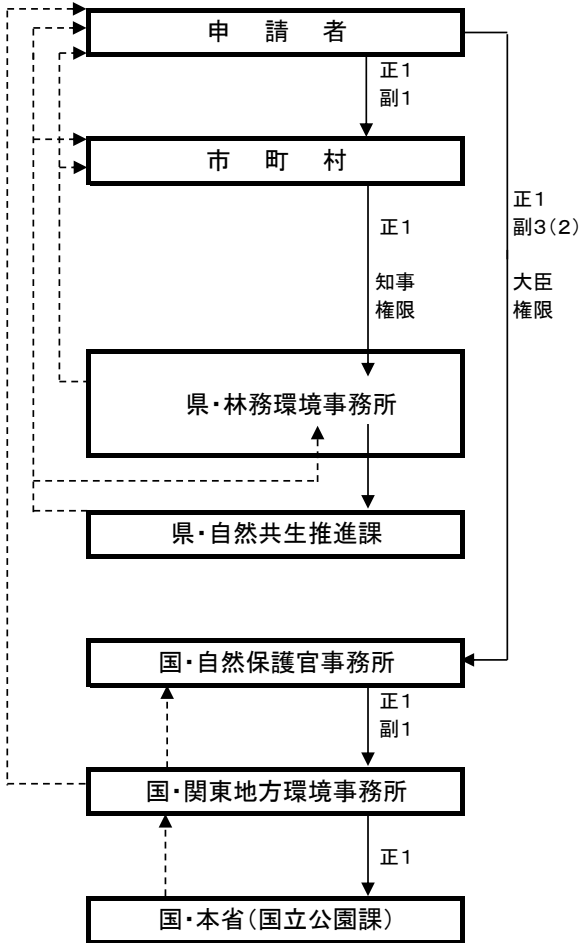 申 請 者
正1
副1
市 町 村
正1
副3(2)
正1
知事
権限
大臣
権限
県・林務環境事務所
県・自然共生推進課
国・自然保護官事務所
正1
副1
国・関東地方環境事務所
正1
国・本省(国立公園課)